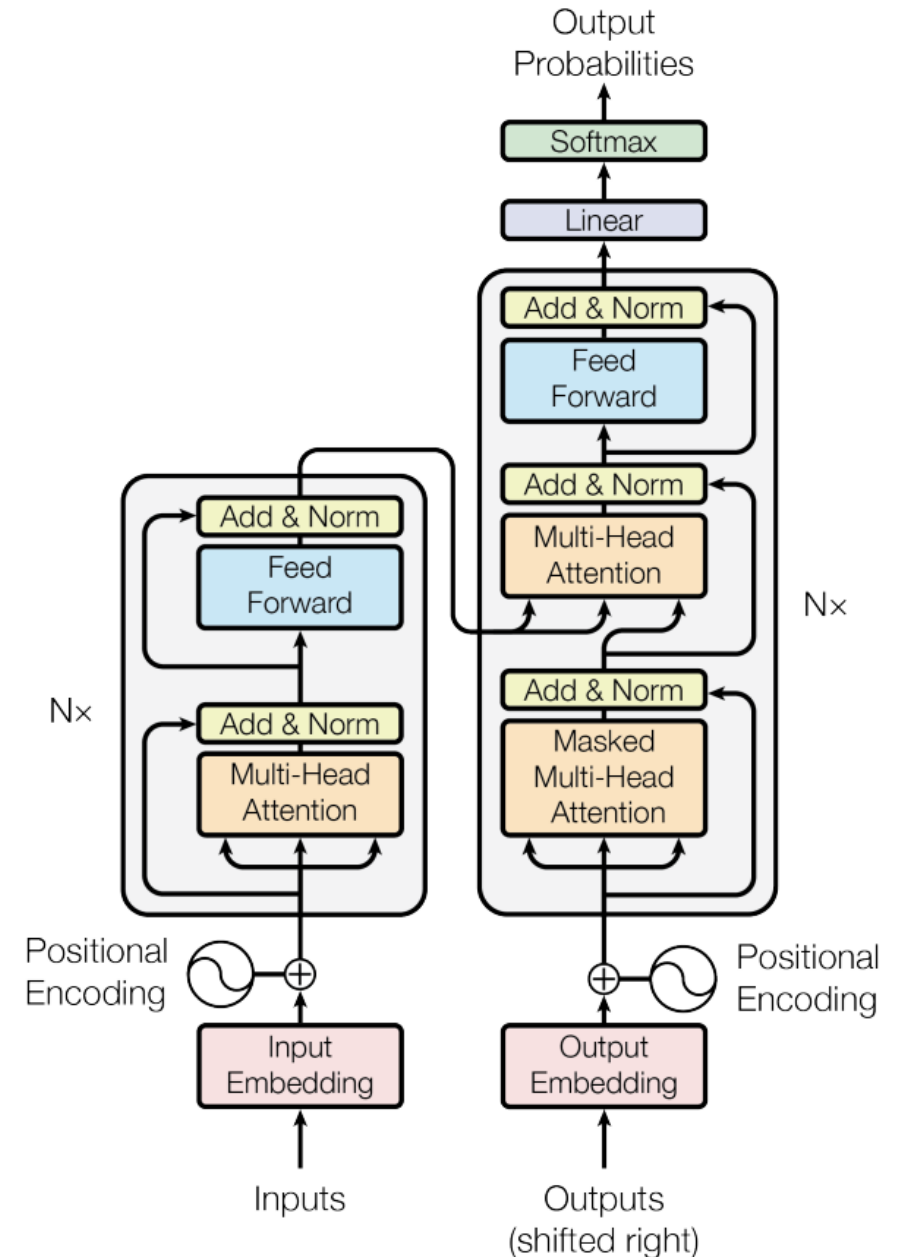 Output
Probabilities
Softmax
Linear
Add & Norm
Feed
Forward
Add & Norm
Multi-Head
Attention
Add & Norm
Masked
Multi-Head
Attention
N×
Add & Norm
Feed
Forward
Add & Norm
Multi-Head
Attention
N×
Positional
Encoding
Positional
Encoding
Input
Embedding
Output
Embedding
Inputs
Outputs
(shifted right)